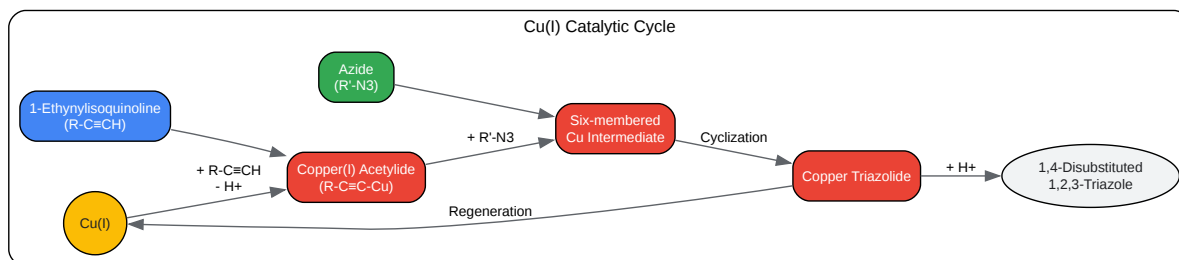 Cu(I) Catalytic Cycle
Azide
(R'-N3)
1-Ethynylisoquinoline
(R-C≡CH)
Six-membered
Cu Intermediate
+ R'-N3
Cyclization
+ R-C≡CH
- H+
Copper(I) Acetylide
(R-C≡C-Cu)
Copper Triazolide
+ H+
1,4-Disubstituted
1,2,3-Triazole
Regeneration
Cu(I)